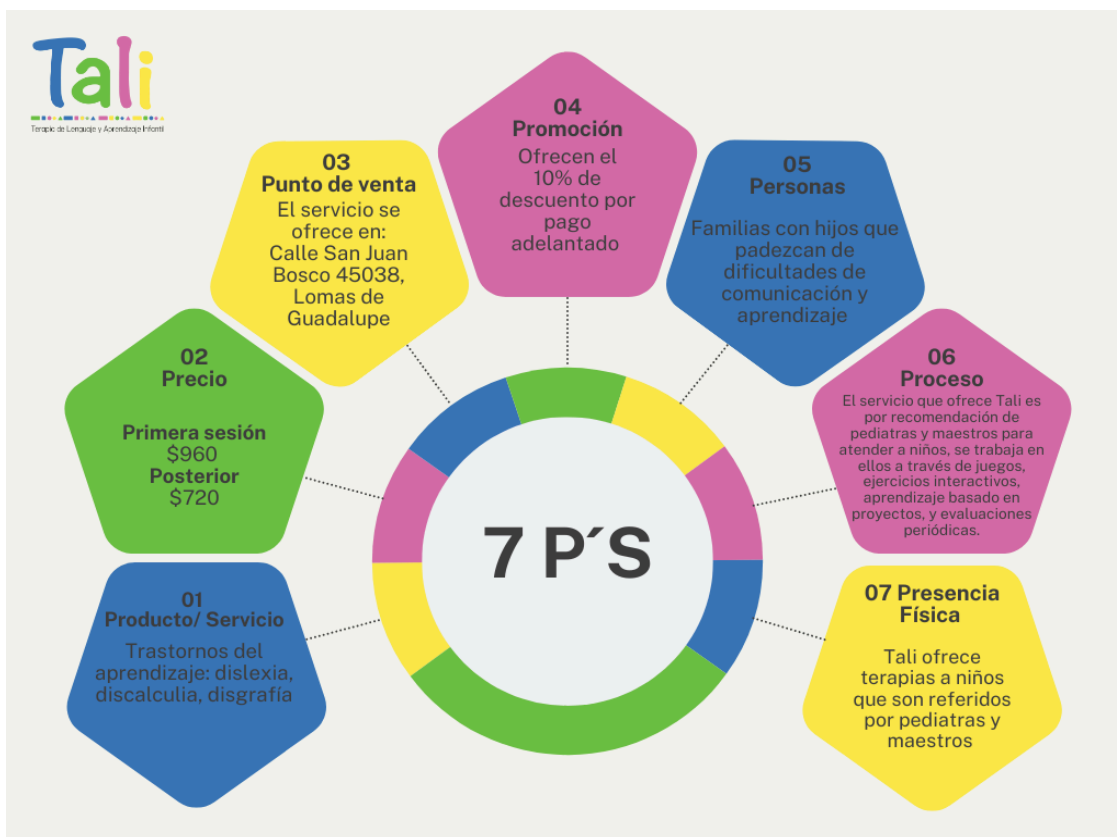 Tali
Terapia de Lenguaje y Aprendizaje Infantil
01
Producto/ Servicio
Trastornos del
aprendizaje: dislexia,
discalculia, disgrafía
02
Precio
Primera sesión
$960
Posterior
$720
03
Punto de venta
El servicio se
ofrece en:
Calle San Juan
Bosco 45038,
Lomas de
Guadalupe
04
Promoción
Ofrecen el
10% de
descuento por
pago
adelantado
05
Personas
Familias con hijos que
padezcan de
dificultades de
comunicación y
aprendizaje
06
Proceso
El servicio que ofrece Tali es
por recomendación de
pediatras y maestros para
atender a niños, se trabaja en
ellos a través de juegos,
ejercicios interactivos,
aprendizaje basado en
proyectos, y evaluaciones
periódicas.
07 Presencia
Física
Tali ofrece
terapias a niños
que son referidos
por pediatras y
maestros
7 P´S